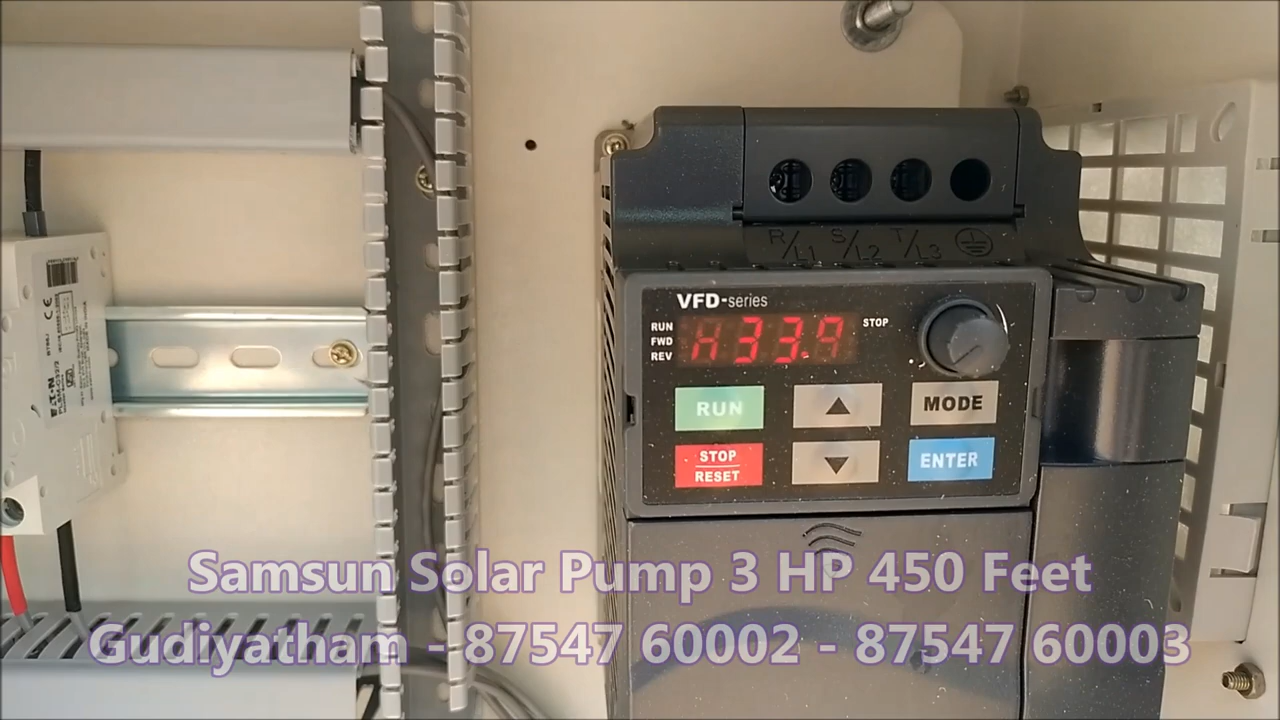 R/L1 S/L2 T/L3
VFD-series
RUN
FWD
REV
H33.9
STOP
RUN
MODE
STOP
RESET
ENTER
EATON
Samsun Solar Pump 3 HP 450 Feet
Gudiyatham - 87547 60002 - 87547 60003